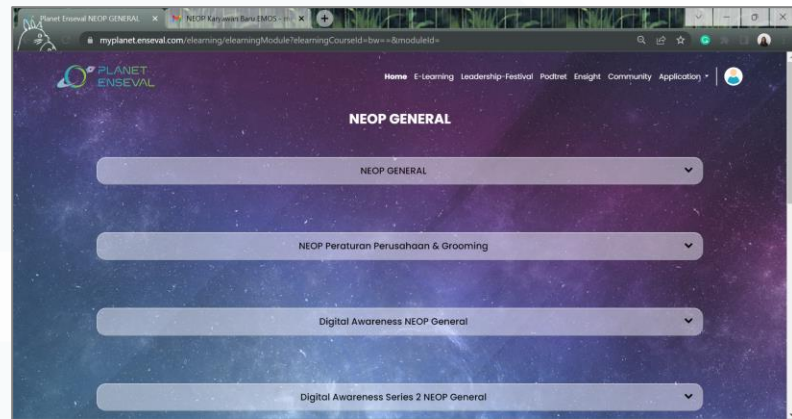 Planet Enseval NEOP GENERAL
NEOP Karyawan Baru EMOS -
myplanet.enseval.com/elearning/elearningModule?elearningCourseId=bw==&moduleId=
PLANET
ENSEVAL
Home E-Learning Leadership-Festival Podtret Ensight Community Application
NEOP GENERAL
NEOP GENERAL
NEOP Peraturan Perusahaan & Grooming
Digital Awareness NEOP General
Digital Awareness Series 2 NEOP General